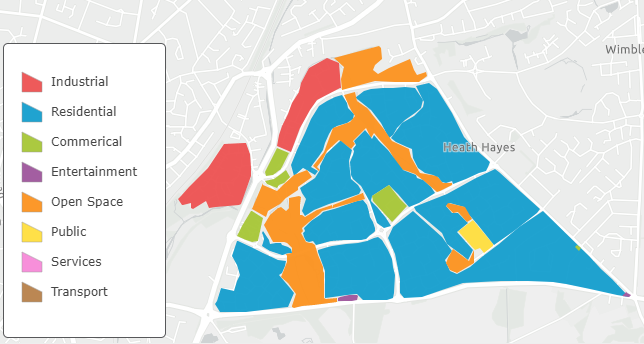 Wimble
Industrial
Residential
Commerical
Heath Hayes
Entertainment
Open Space
Public
Services
Transport